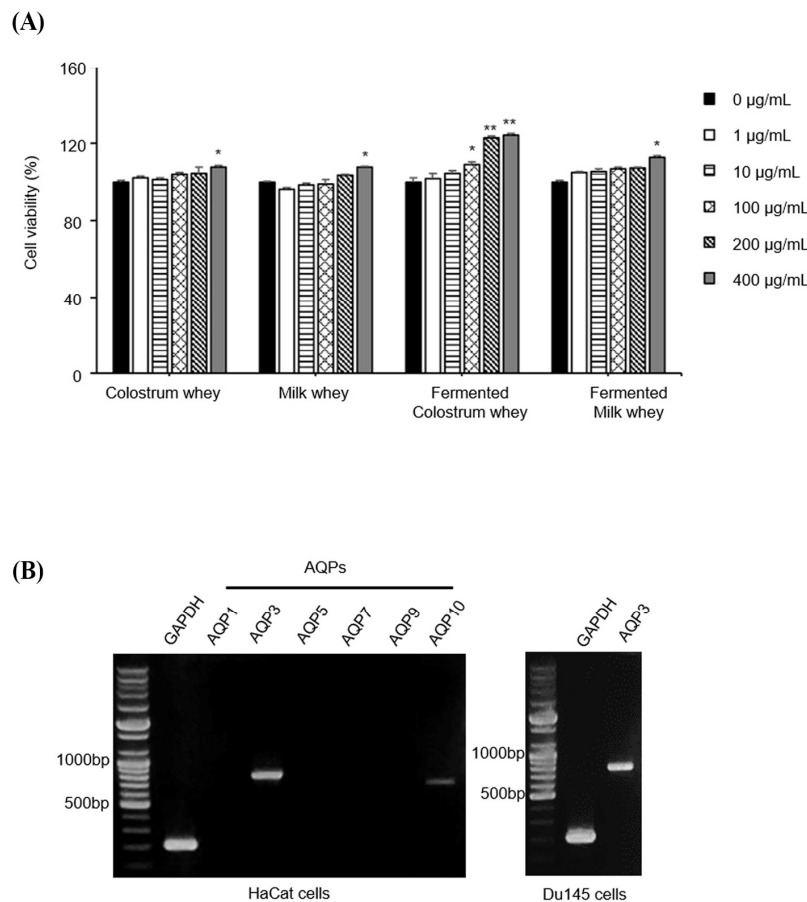 (A)
160
120
80
40
0
Cell viability (%)
*
*
*
**
**
*
0 µg/mL
1 µg/mL
10 µg/mL
100 µg/mL
200 µg/mL
400 µg/mL
Colostrum whey
Milk whey
Fermented
Colostrum whey
Fermented
Milk whey
(B)
AQPs
GAPDH
AQP1
AQP3
AQP5
AQP7
AQP9
AQP10
1000bp
500bp
HaCat cells
GAPDH
AQP3
1000bp
500bp
Du145 cells